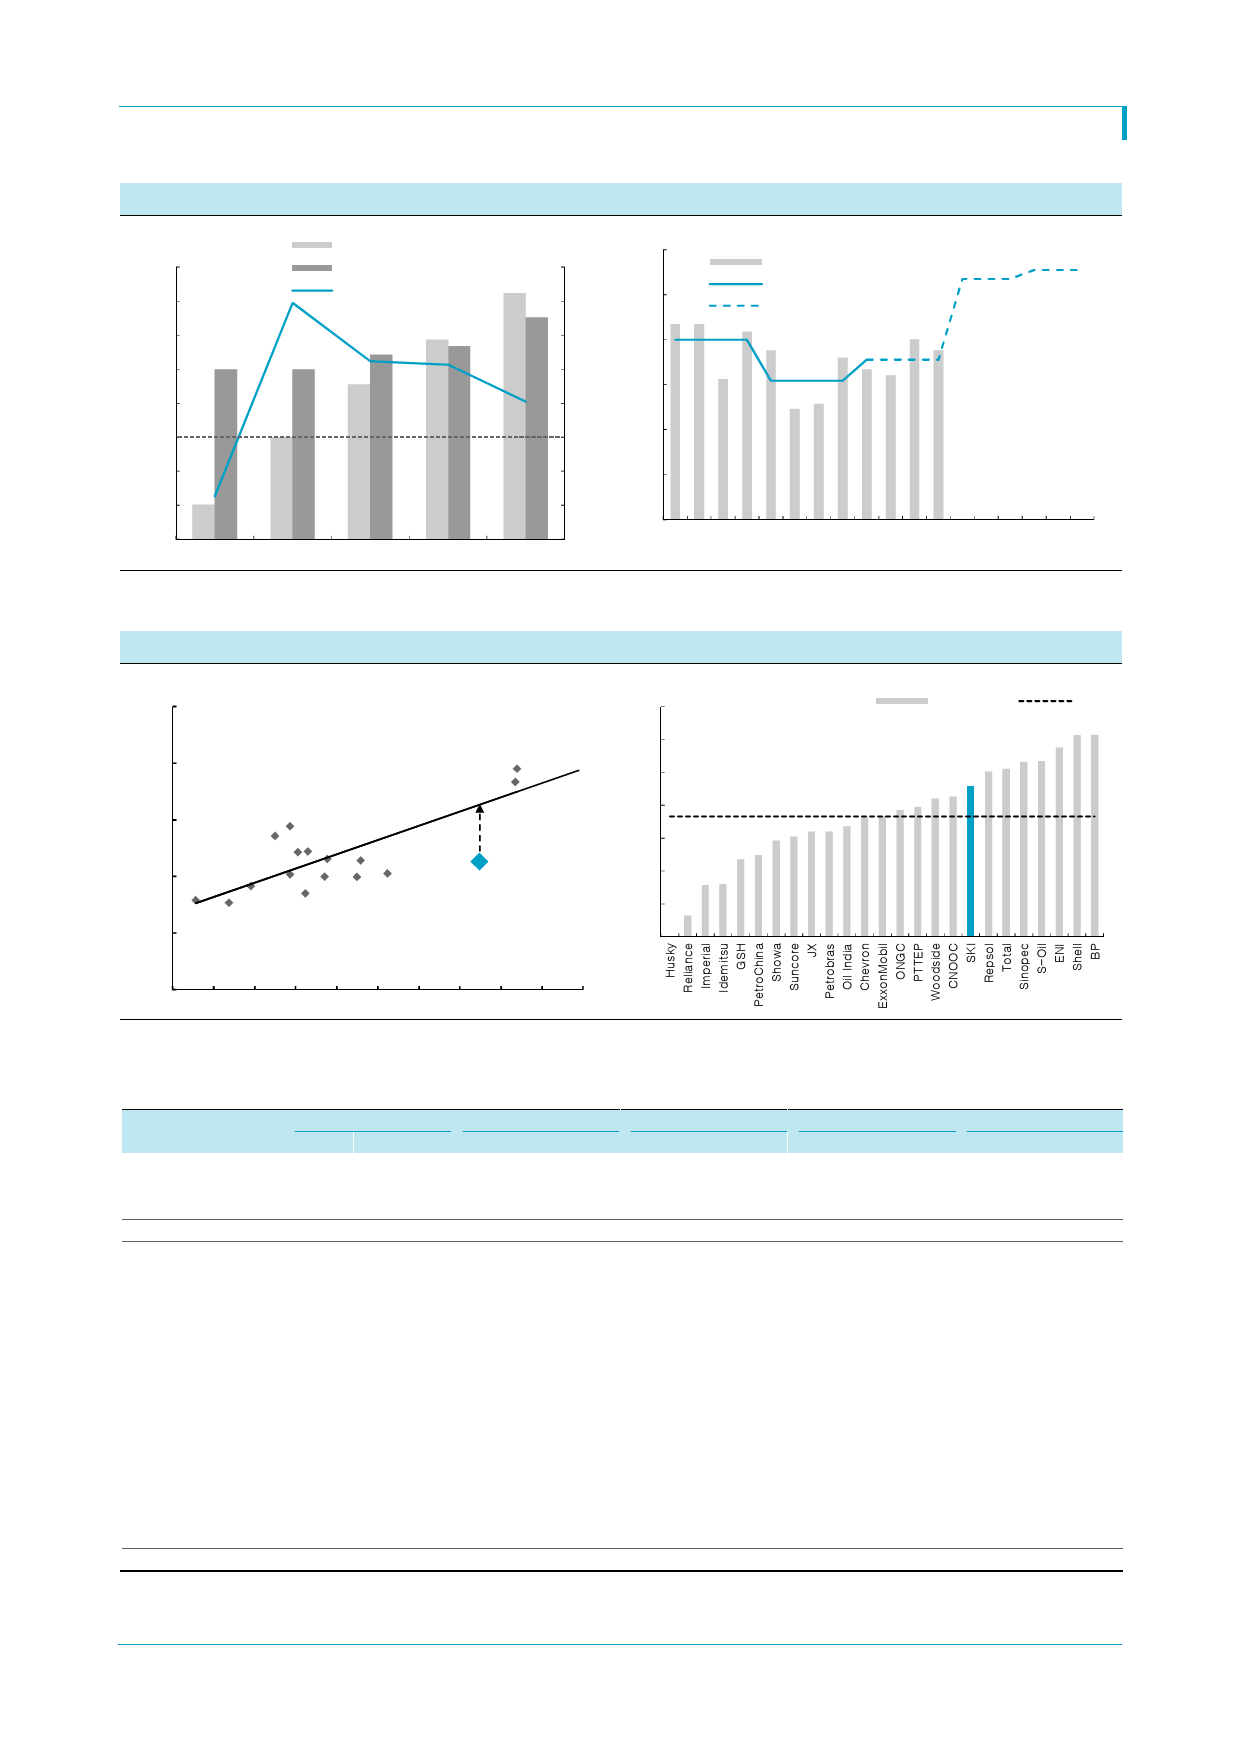 Husky
Reliance
Imperial
Idemitsu
GSH
PetroChina
Showa
Suncore
JX
Petrobras
Oil India
Chevron
ExxonMobil
ONGC
PTTEP
Woodside
CNOOC
SKI
Repsol
Total
Sinopec
S-Oil
ENI
Shell
BP